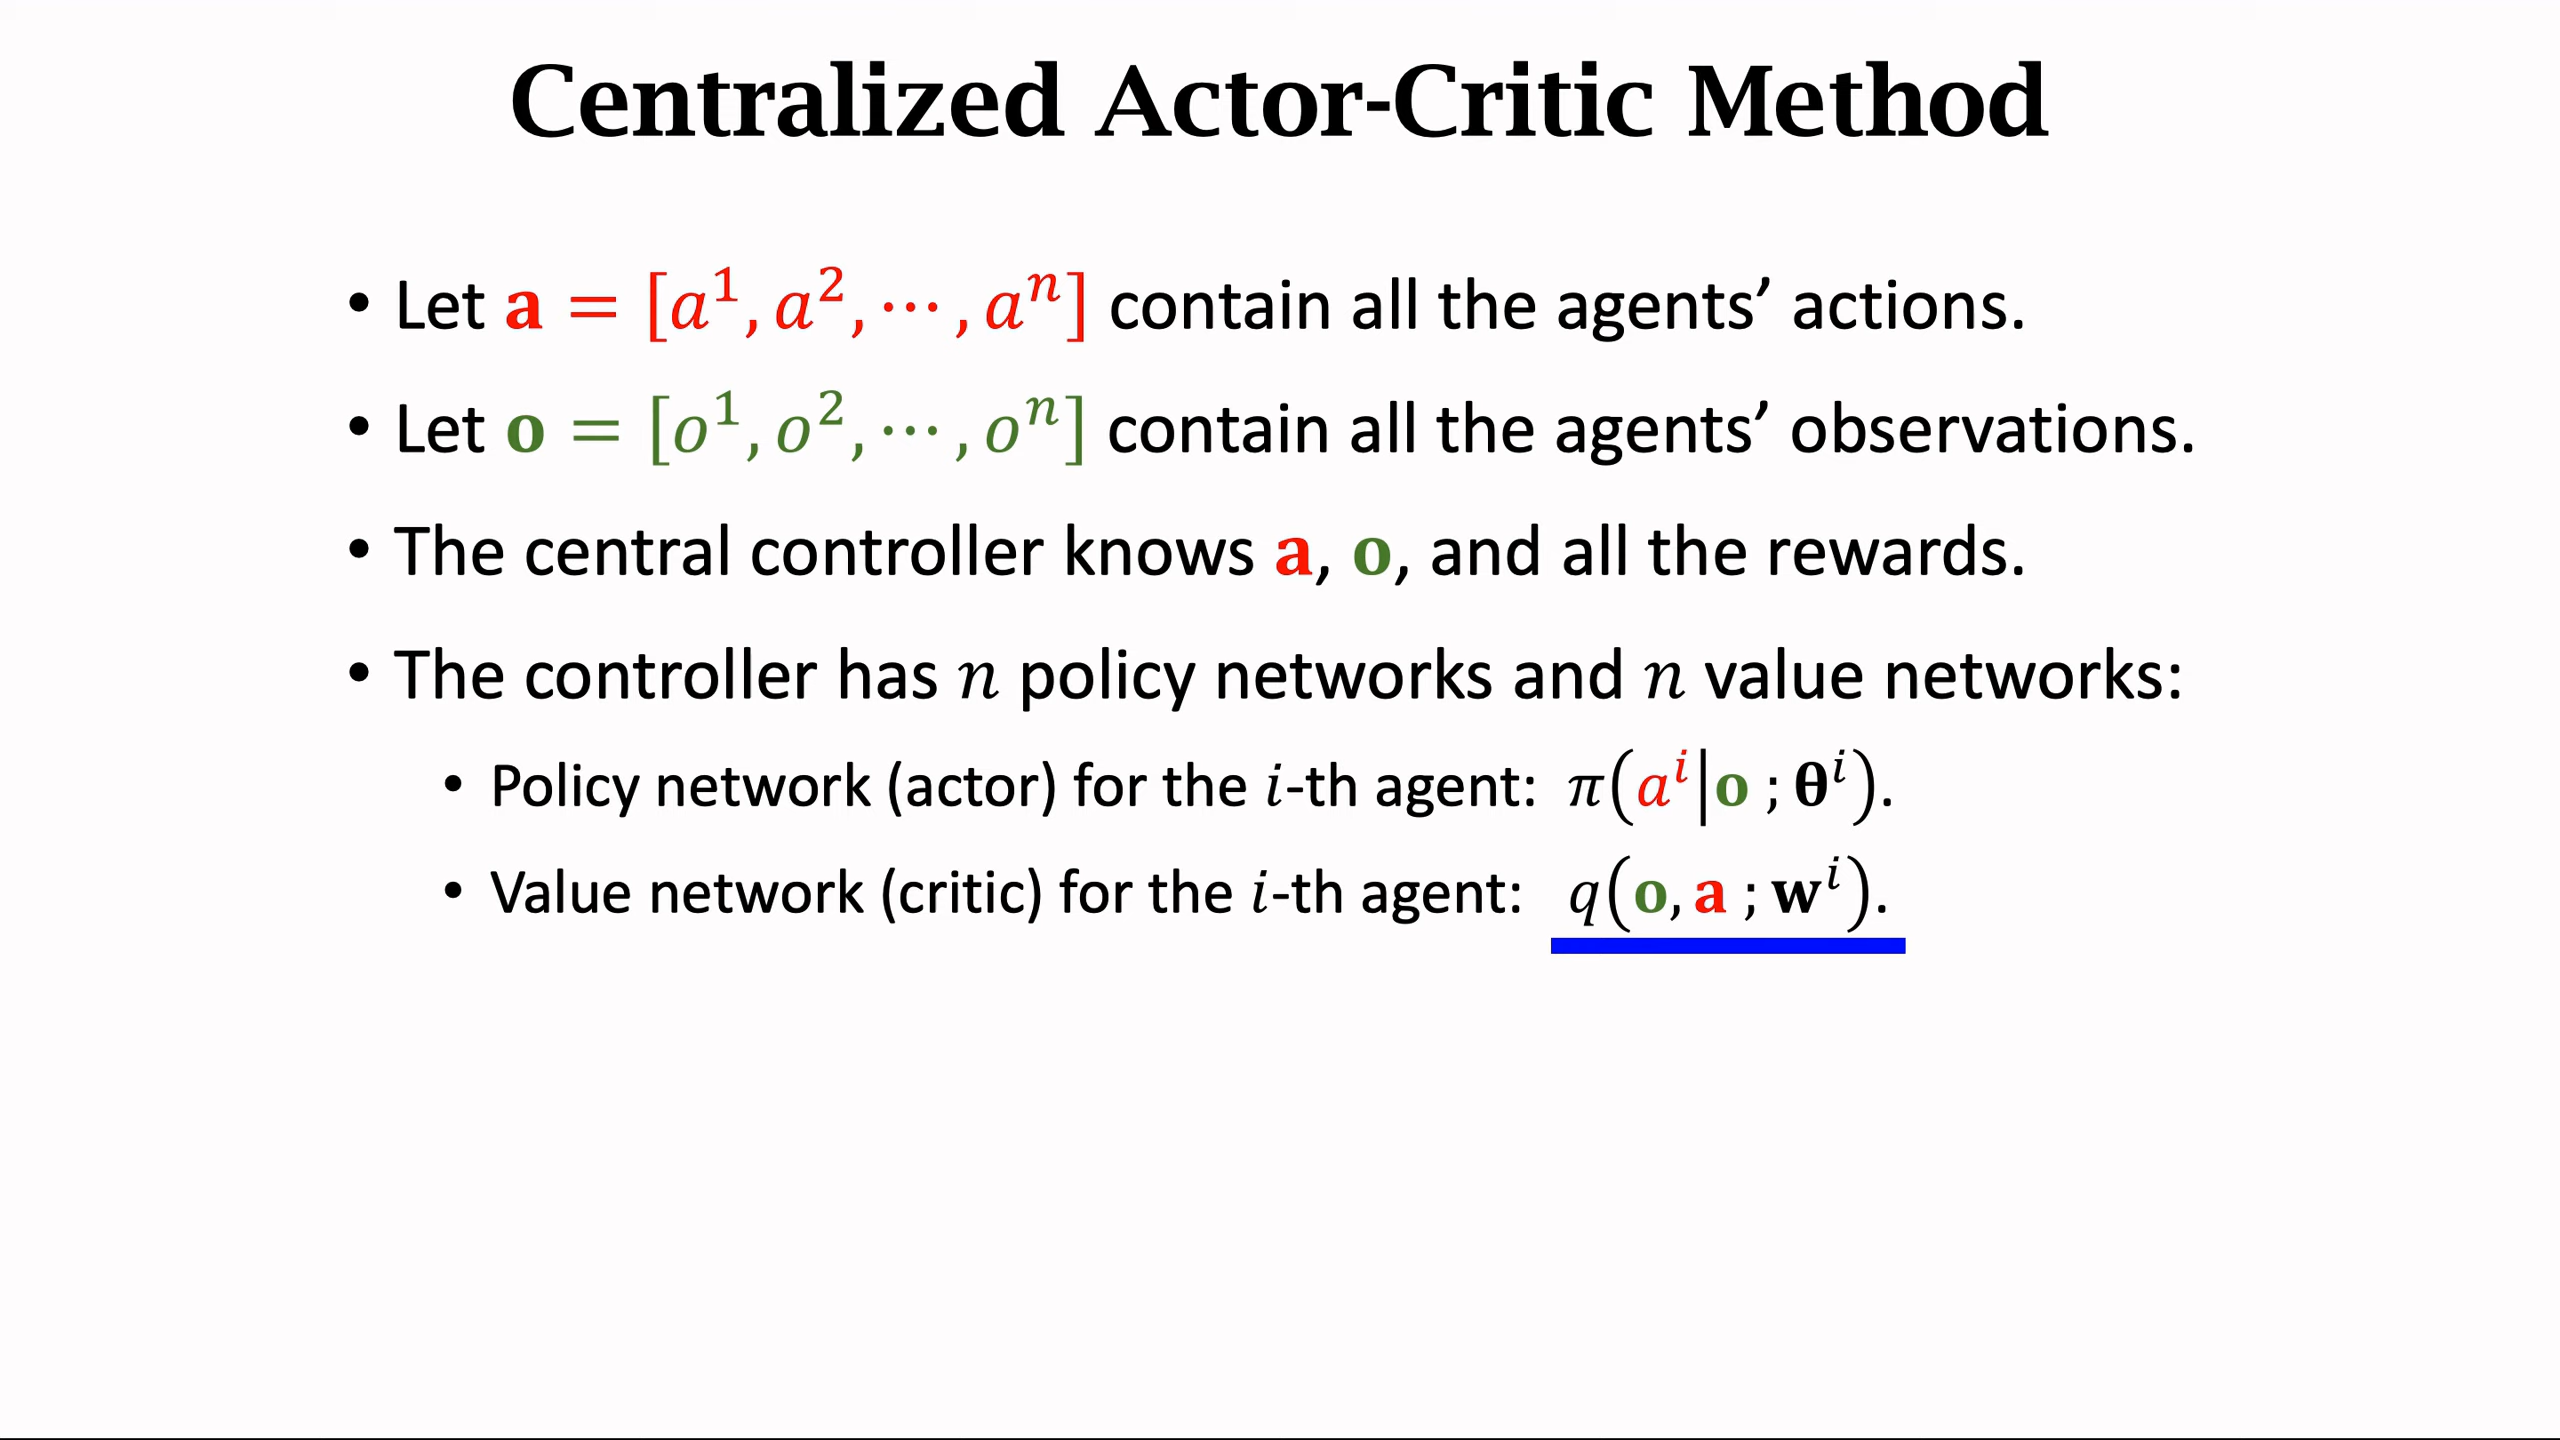 Centralized Actor-Critic Method
• Let 𝐚 = [𝑎¹, 𝑎², ⋯ , 𝑎ⁿ] contain all the agents’ actions.
• Let 𝐨 = [𝑜¹, 𝑜², ⋯ , 𝑜ⁿ] contain all the agents’ observations.
• The central controller knows 𝐚, 𝐨, and all the rewards.
• The controller has 𝑛 policy networks and 𝑛 value networks:
• Policy network (actor) for the 𝑖-th agent: 𝜋(𝑎ⁱ|𝐨 ; 𝛉ⁱ).
• Value network (critic) for the 𝑖-th agent: 𝑞(𝐨, 𝐚 ; 𝐰ⁱ).